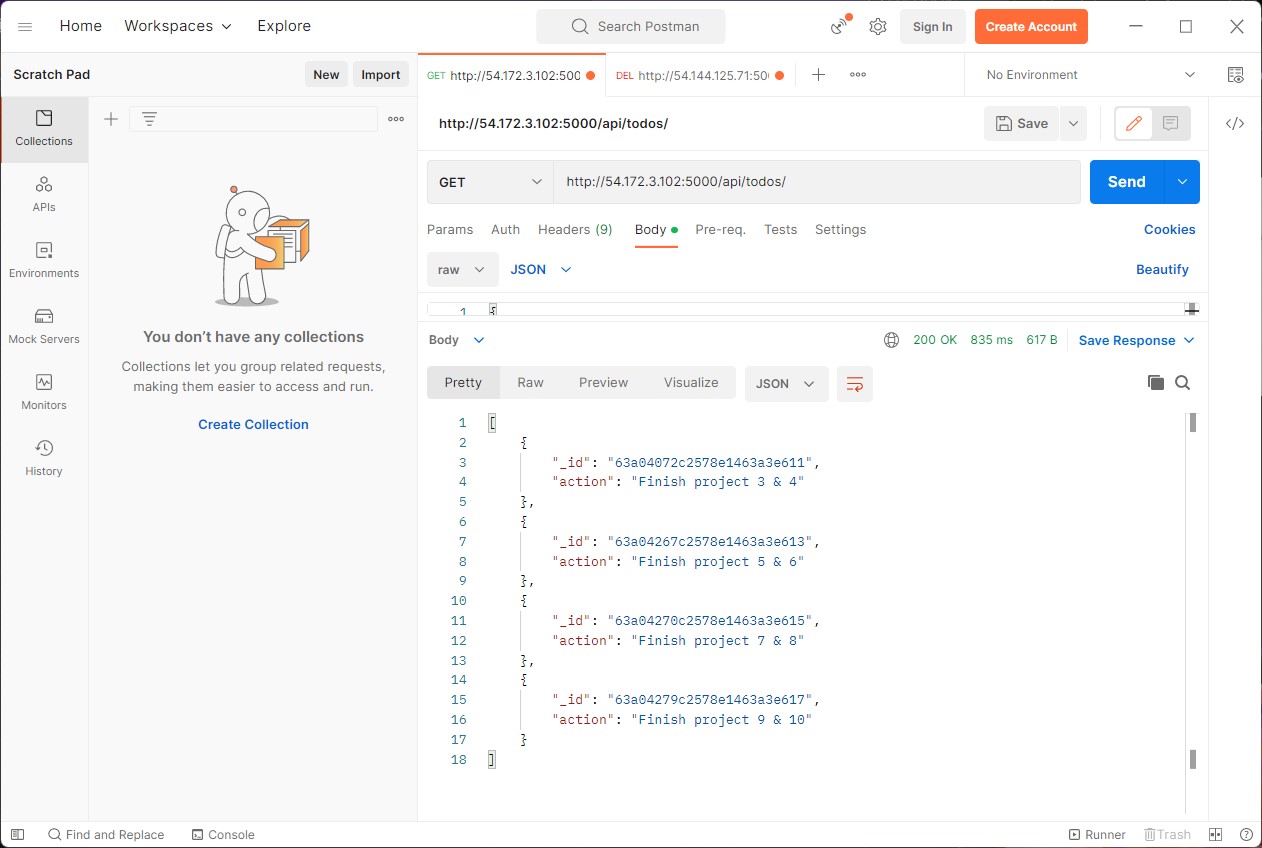 Home Workspaces Explore Search Postman Sign In Create Account
Scratch Pad New Import GET http://54.172.3.102:500 DEL http://54.144.125.71:50 No Environment
Collections
APIs
Environments
Mock Servers
Monitors
History
You don’t have any collections
Collections let you group related requests,
making them easier to access and run.
Create Collection
http://54.172.3.102:5000/api/todos/ Save
GET http://54.172.3.102:5000/api/todos/ Send
Params Auth Headers (9) Body Pre-req. Tests Settings Cookies
raw JSON Beautify
1 {
Body 200 OK 835 ms 617 B Save Response
Pretty Raw Preview Visualize JSON
1 [
2 {
3 "_id": "63a04072c2578e1463a3e611",
4 "action": "Finish project 3 & 4"
5 },
6 {
7 "_id": "63a04267c2578e1463a3e613",
8 "action": "Finish project 5 & 6"
9 },
10 {
11 "_id": "63a04270c2578e1463a3e615",
12 "action": "Finish project 7 & 8"
13 },
14 {
15 "_id": "63a04279c2578e1463a3e617",
16 "action": "Finish project 9 & 10"
17 }
18 ]
Find and Replace Console Runner Trash